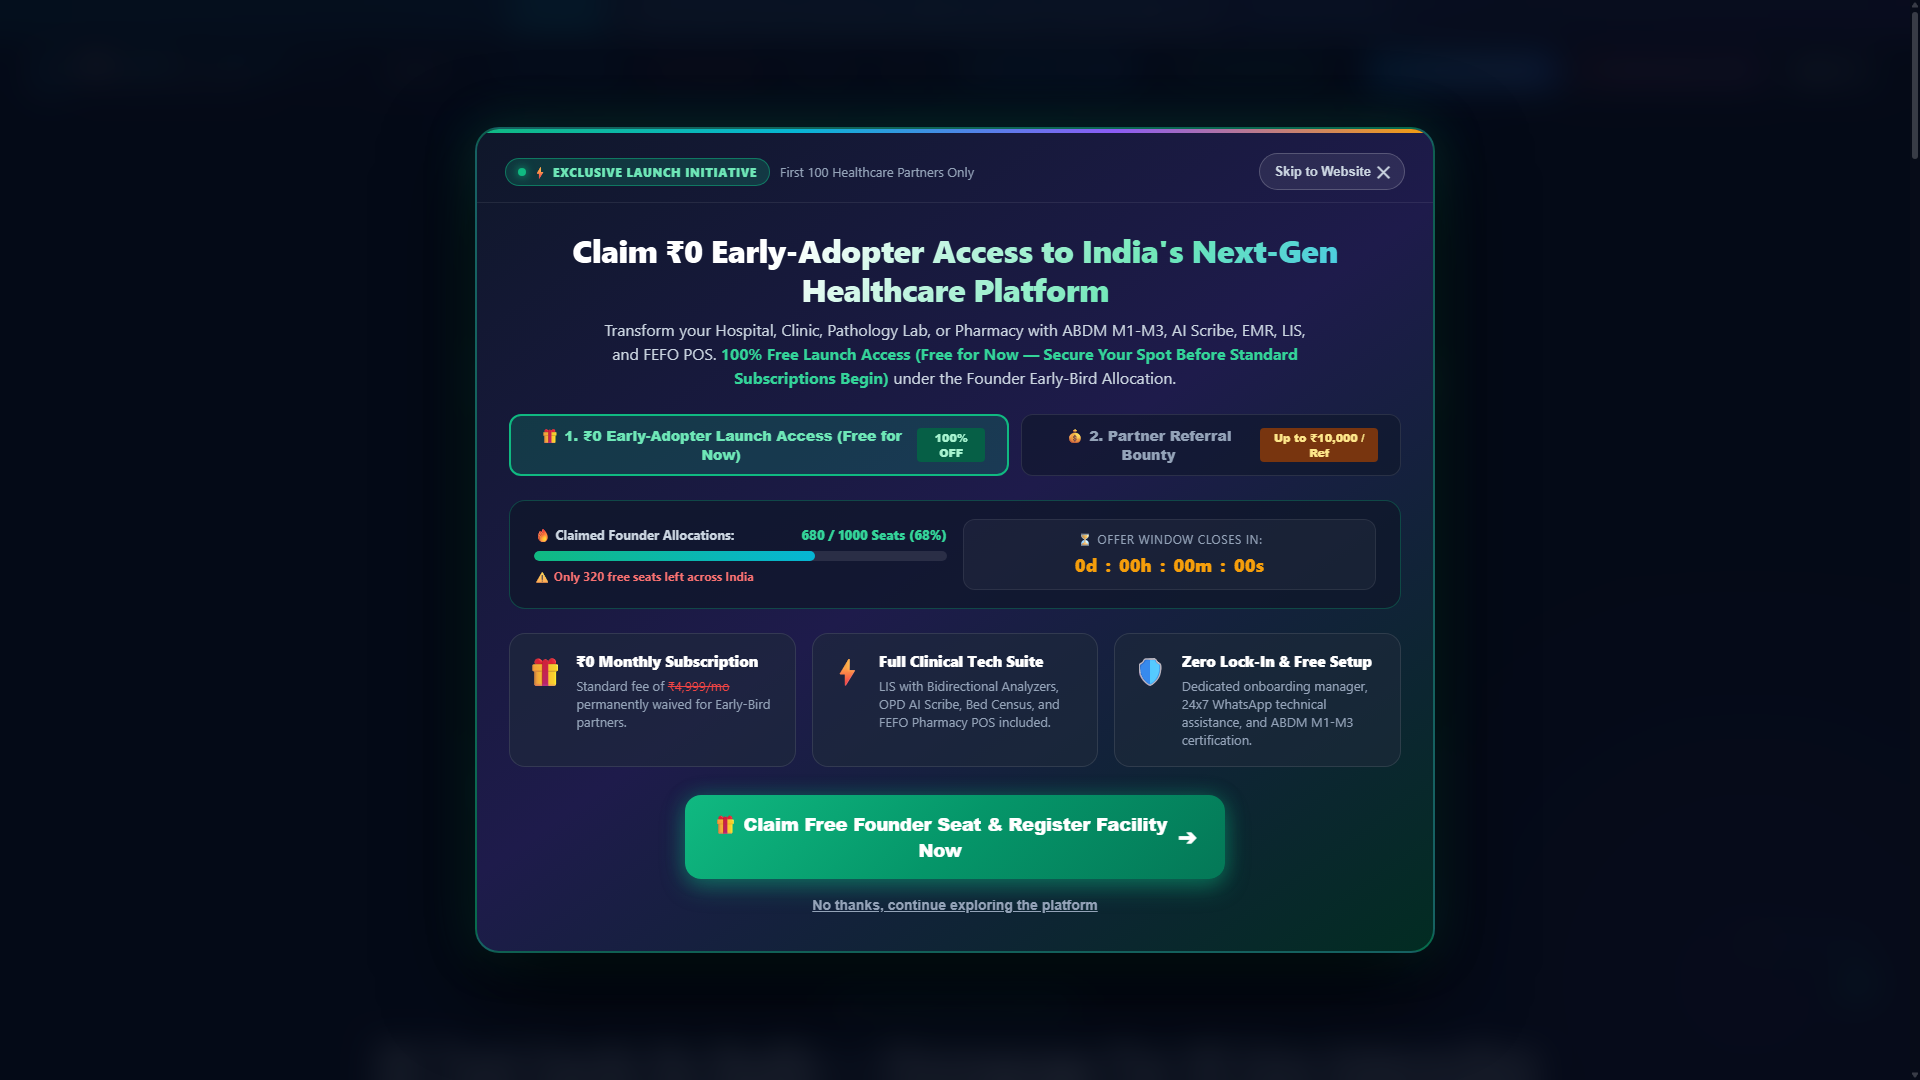 ⚡ EXCLUSIVE LAUNCH INITIATIVE First 100 Healthcare Partners Only
Skip to Website ✕
Claim ₹0 Early-Adopter Access to India's Next-Gen
Healthcare Platform
Transform your Hospital, Clinic, Pathology Lab, or Pharmacy with ABDM M1-M3, AI Scribe, EMR, LIS,
and FEFO POS. 100% Free Launch Access (Free for Now — Secure Your Spot Before Standard
Subscriptions Begin) under the Founder Early-Bird Allocation.
🎁 1. ₹0 Early-Adopter Launch Access (Free for
Now)
100%
OFF
💰 2. Partner Referral
Bounty
Up to ₹10,000 /
Ref
🔥 Claimed Founder Allocations: 680 / 1000 Seats (68%)
⚠️ Only 320 free seats left across India
⏳ OFFER WINDOW CLOSES IN:
0d : 00h : 00m : 00s
🎁 ₹0 Monthly Subscription
Standard fee of ₹4,999/mo
permanently waived for Early-Bird
partners.
⚡ Full Clinical Tech Suite
LIS with Bidirectional Analyzers,
OPD AI Scribe, Bed Census, and
FEFO Pharmacy POS included.
🛡️ Zero Lock-In & Free Setup
Dedicated onboarding manager,
24x7 WhatsApp technical
assistance, and ABDM M1-M3
certification.
🎁 Claim Free Founder Seat & Register Facility
Now ➔
No thanks, continue exploring the platform